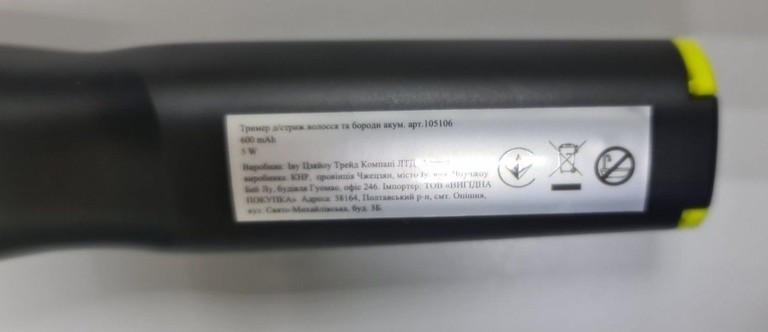 Тример д/стриж.волосся та бороди акум. арт.105106
600 mAh
5 W
Виробник: Іву Цзяйоу Трейд Компані ЛТД.
виробника: КНР, провінція Чжецзян, місто Іу,
Бей Лу, будівля Гуомао, офіс 246. Імпортер: ТОВ «ВИГІДНА
ПОКУПКА» Адреса: 38164, Полтавський р-н, смт. Опішня,
вул. Свято-Михайлівська, буд. 3Б.